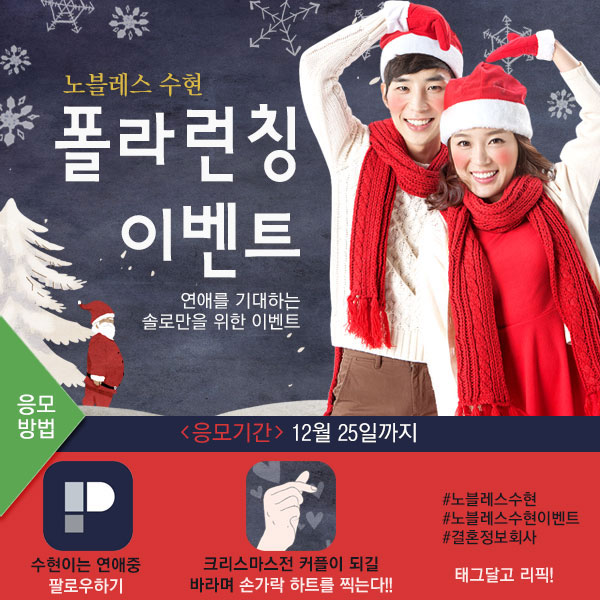 노블레스 수현
폴라런칭
이벤트
연애를 기대하는
솔로만을 위한 이벤트
응모
방법
<응모기간> 12월 25일까지
P
수현이는 연애중
팔로우하기
크리스마스전 커플이 되길
바라며 손가락 하트를 찍는다!!
#노블레스수현
#노블레스수현이벤트
#결혼정보회사
태그달고 리픽!